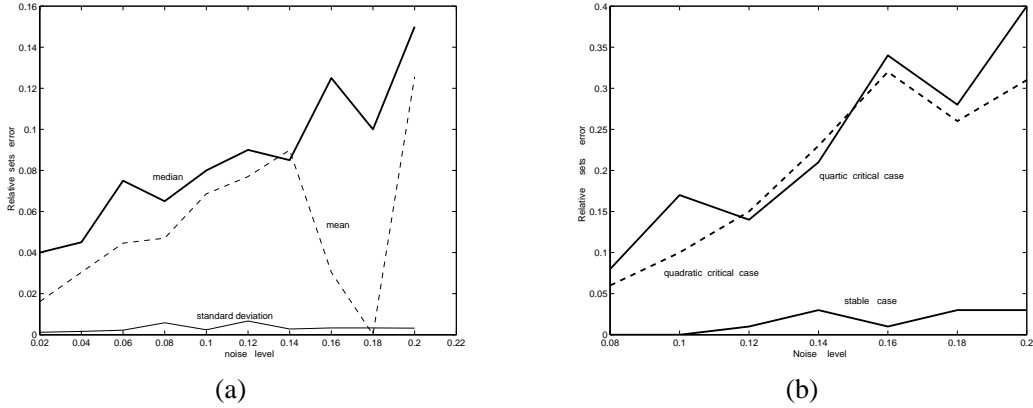 0.16
0.14
0.12
0.1
0.08
0.06
0.04
0.02
0
Relative sets error
median
mean
standard deviation
0.02 0.04 0.06 0.08 0.1 0.12 0.14 0.16 0.18 0.2 0.22
noise level
(a)
0.4
0.35
0.3
0.25
0.2
0.15
0.1
0.05
0
Relative sets error
quartic critical case
quadratic critical case
stable case
0.08 0.1 0.12 0.14 0.16 0.18 0.2
Noise level
(b)